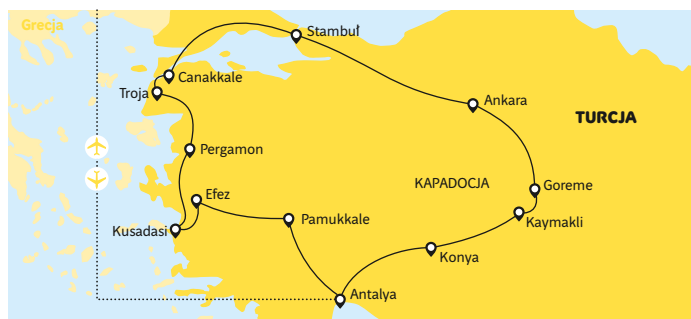 Grecja
Stambuł
Canakkale
Troja
Ankara
TURCJA
Pergamon
KAPADOCJA
Goreme
Efez
Kaymakli
Pamukkale
Kusadasi
Konya
Antalya